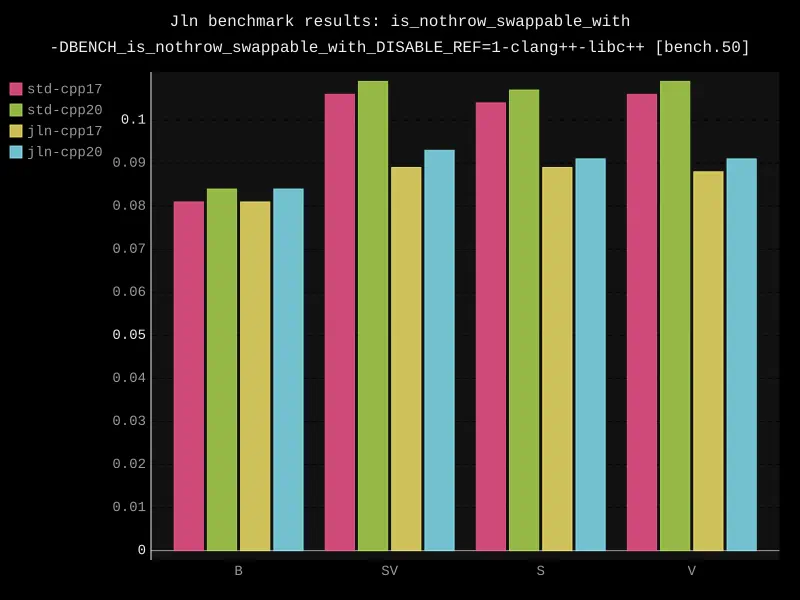 Jln benchmark results: is_nothrow_swappable_with
-DBENCH_is_nothrow_swappable_with_DISABLE_REF=1-clang++-libc++ [bench.50]
std-cpp17
std-cpp20
jln-cpp17
jln-cpp20
0.1
0.09
0.08
0.07
0.06
0.05
0.04
0.03
0.02
0.01
0
B SV S V